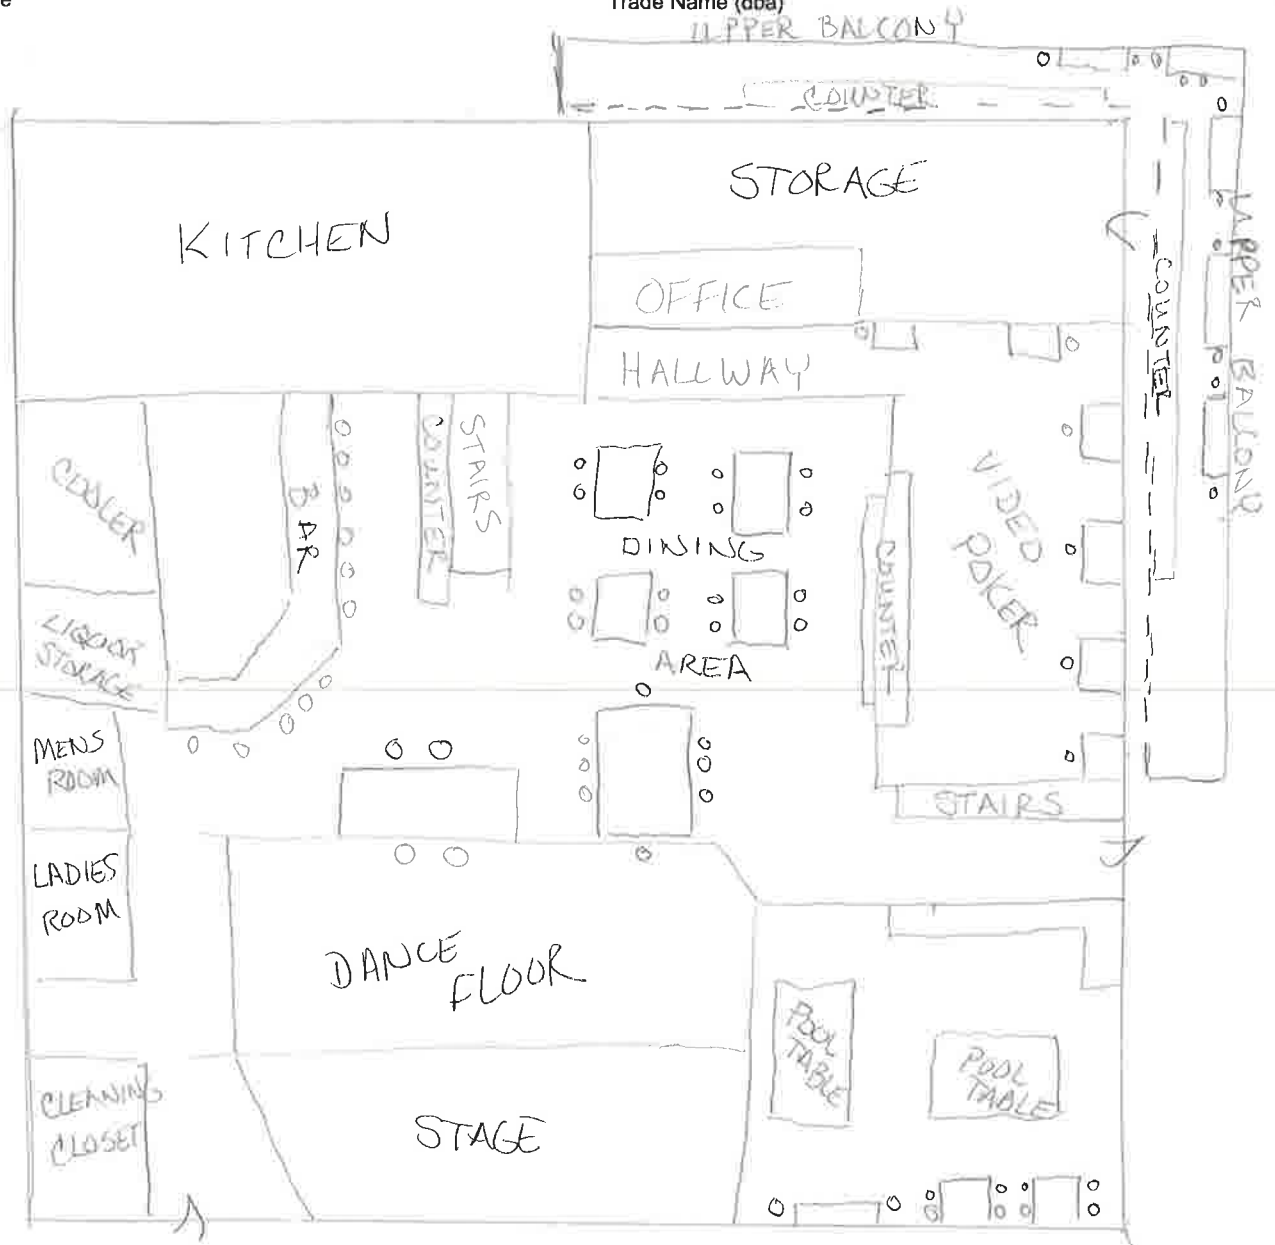 e
Trade Name (dba)
UPPER BALCONY
COUNTER
STORAGE
KITCHEN
OFFICE
HALLWAY
COUNTER
UPPER BALCONY
COOLER
BAR
COUNTER
STAIRS
DINING
AREA
COUNTER
VIDEO
POKER
LIQUOR
STORAGE
MENS
ROOM
STAIRS
LADIES
ROOM
DANCE
FLOOR
POOL
TABLE
POOL
TABLE
CLEANING
CLOSET
STAGE